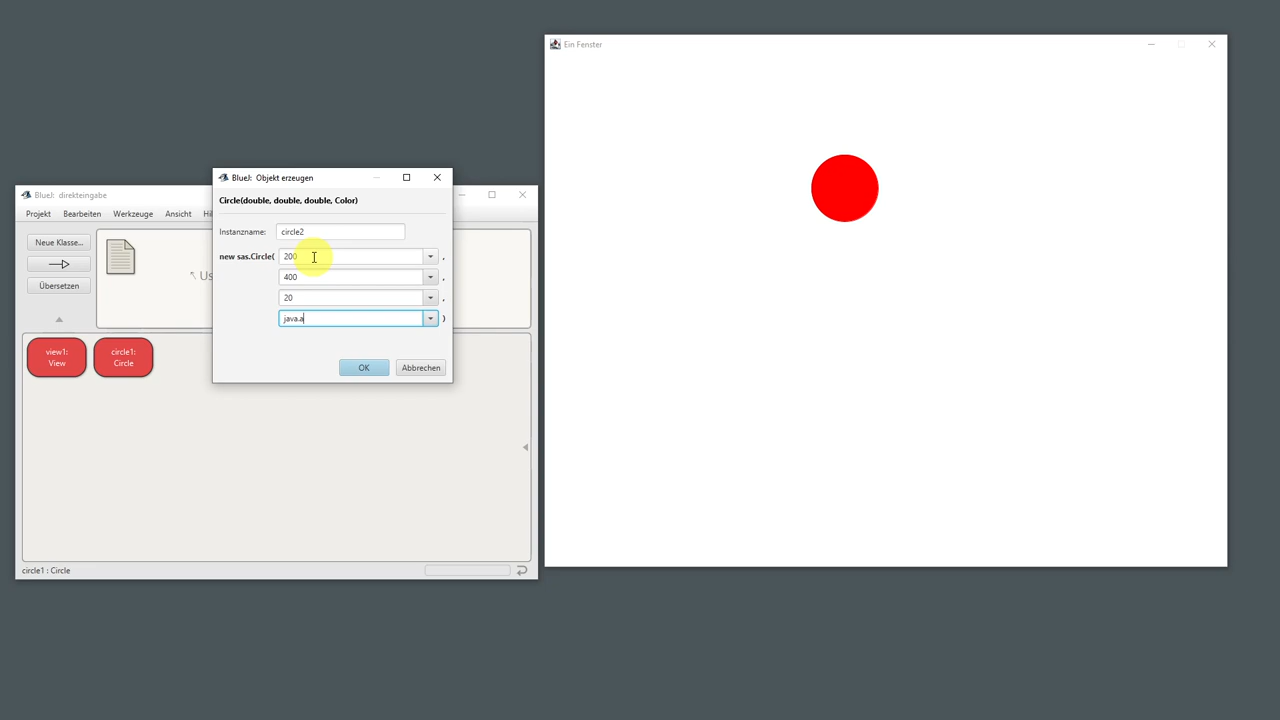 Ein Fenster
BlueJ: Objekt erzeugen
Circle(double, double, double, Color)
BlueJ: direkteingabe
Projekt Bearbeiten Werkzeuge Ansicht
Instanzname: circle2
Neue Klasse...
new sas.Circle( 200 ,
400 ,
20 ,
java.a )
Übersetzen
OK Abbrechen
view1:
View
circle1:
Circle
circle1 : Circle